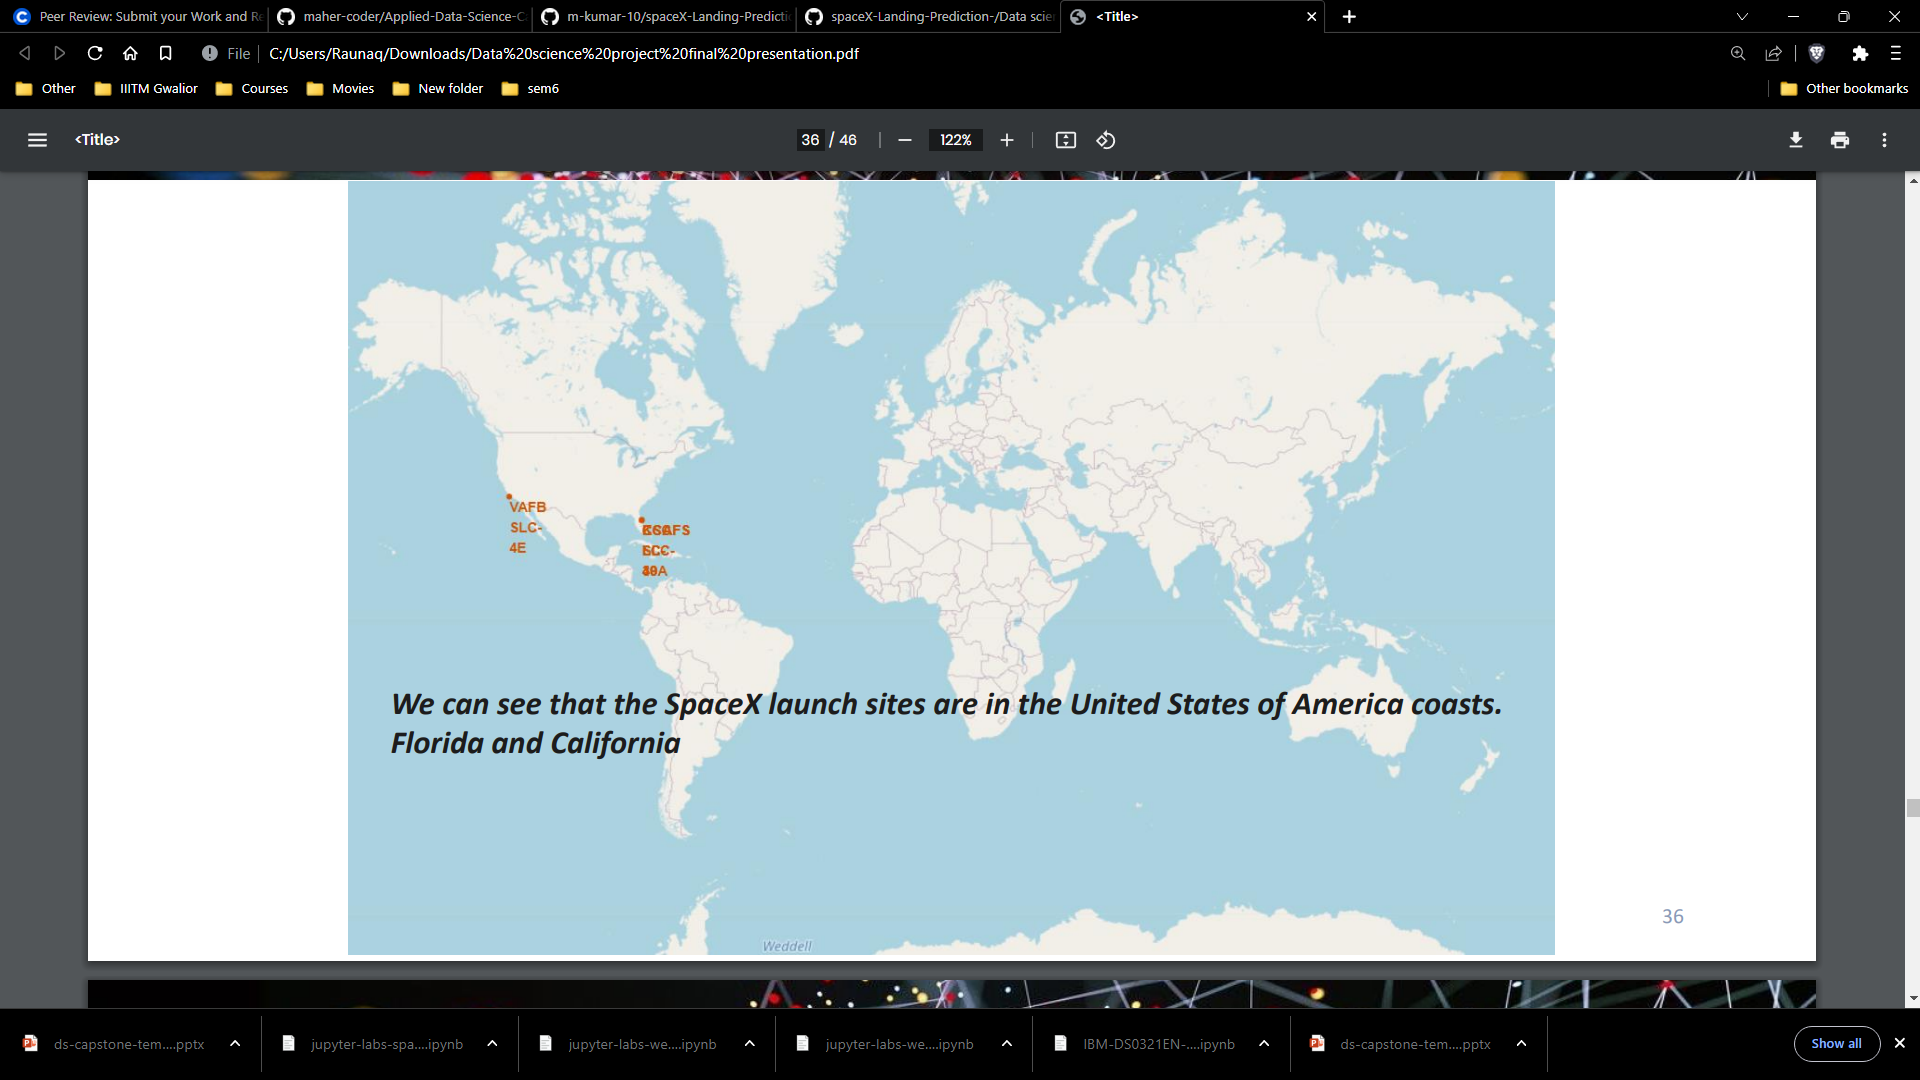 Peer Review: Submit your Work and Re
maher-coder/Applied-Data-Science-C
m-kumar-10/spaceX-Landing-Predictic
spaceX-Landing-Prediction-/Data scien
<Title>
File
C:/Users/Raunaq/Downloads/Data%20science%20project%20final%20presentation.pdf
Other
IIITM Gwalior
Courses
Movies
New folder
sem6
Other bookmarks
<Title>
36 / 46
122%
VAFB
SLC-
4E
We can see that the SpaceX launch sites are in the United States of America coasts.
Florida and California
Weddell
36
ds-capstone-tem....pptx
jupyter-labs-spa....ipynb
jupyter-labs-we....ipynb
jupyter-labs-we....ipynb
IBM-DS0321EN-....ipynb
ds-capstone-tem....pptx
Show all